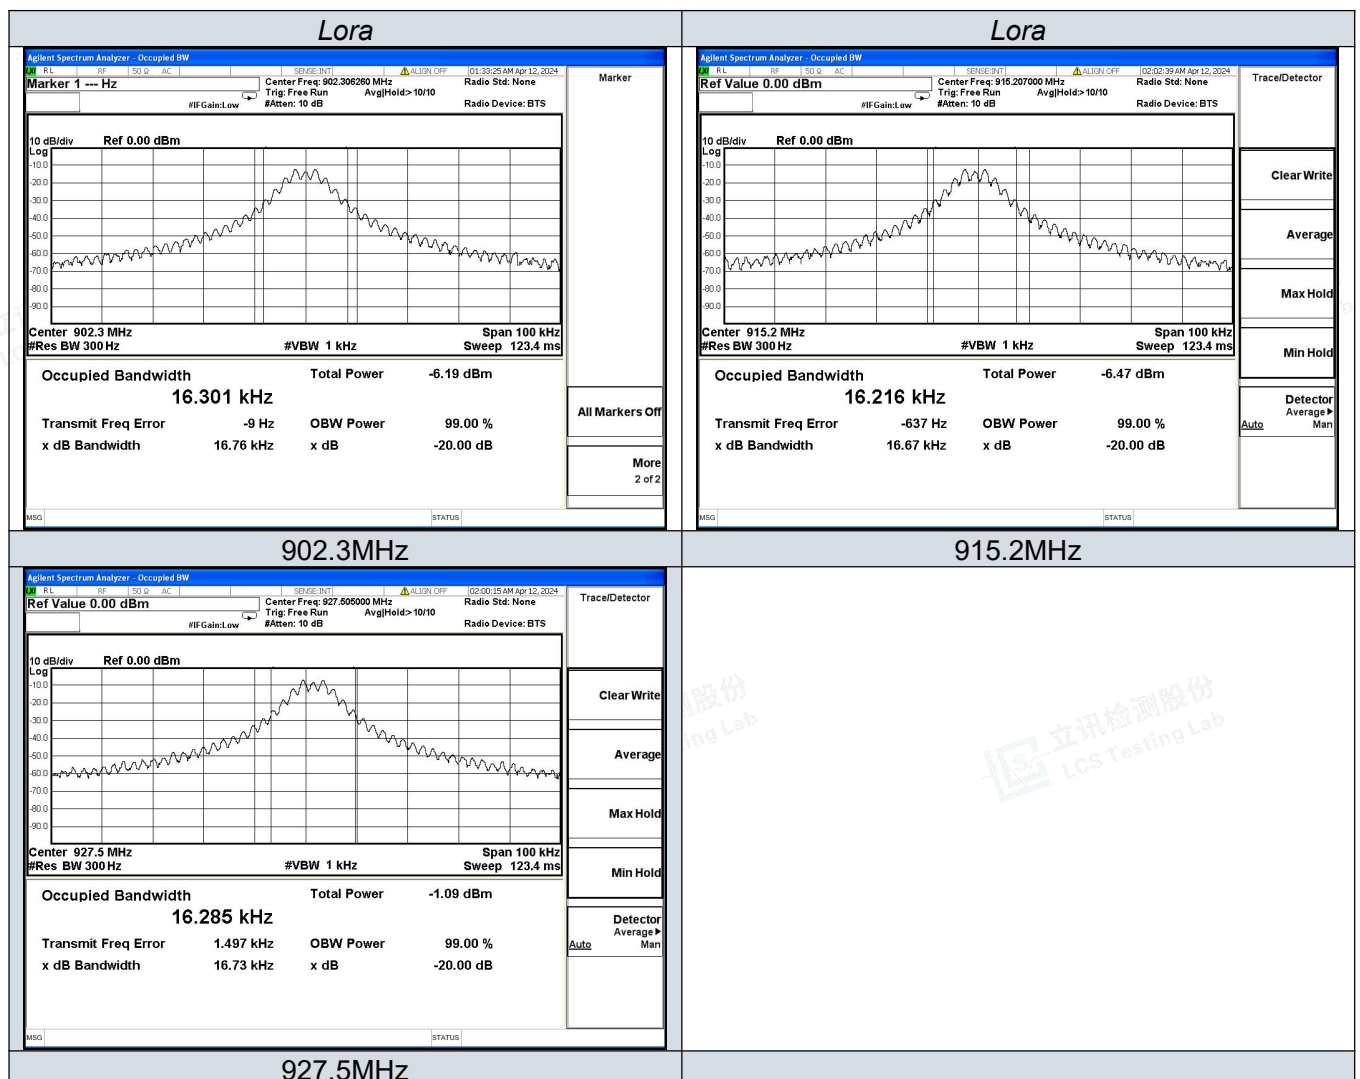 Lora
Lora
Agilent Spectrum Analyzer - Occupied BW
LXI RL RF 50 Ω AC SENSE:INT ALIGN OFF 01:33:25 AM Apr 12, 2024
Marker 1 --- Hz
Center Freq: 902.306260 MHz Radio Std: None
Trig: Free Run Avg|Hold:> 10/10
#IFGain:Low #Atten: 10 dB Radio Device: BTS
Marker
10 dB/div Ref 0.00 dBm
Log
-10.0
-20.0
-30.0
-40.0
-50.0
-60.0
-70.0
-80.0
-90.0
Center 902.3 MHz Span 100 kHz
#Res BW 300 Hz #VBW 1 kHz Sweep 123.4 ms
Occupied Bandwidth Total Power -6.19 dBm
16.301 kHz
Transmit Freq Error -9 Hz OBW Power 99.00 %
x dB Bandwidth 16.76 kHz x dB -20.00 dB
All Markers Off
More
2 of 2
MSG STATUS
Agilent Spectrum Analyzer - Occupied BW
LXI RL RF 50 Ω AC SENSE:INT ALIGN OFF 02:02:39 AM Apr 12, 2024
Ref Value 0.00 dBm
Center Freq: 915.207000 MHz Radio Std: None
Trig: Free Run Avg|Hold:> 10/10
#IFGain:Low #Atten: 10 dB Radio Device: BTS
Trace/Detector
10 dB/div Ref 0.00 dBm
Log
-10.0
-20.0
-30.0
-40.0
-50.0
-60.0
-70.0
-80.0
-90.0
Center 915.2 MHz Span 100 kHz
#Res BW 300 Hz #VBW 1 kHz Sweep 123.4 ms
Occupied Bandwidth Total Power -6.47 dBm
16.216 kHz
Transmit Freq Error -637 Hz OBW Power 99.00 %
x dB Bandwidth 16.67 kHz x dB -20.00 dB
Clear Write
Average
Max Hold
Min Hold
Detector
Average
Auto Man
MSG STATUS
902.3MHz
915.2MHz
Agilent Spectrum Analyzer - Occupied BW
LXI RL RF 50 Ω AC SENSE:INT ALIGN OFF 02:00:15 AM Apr 12, 2024
Ref Value 0.00 dBm
Center Freq: 927.505000 MHz Radio Std: None
Trig: Free Run Avg|Hold:> 10/10
#IFGain:Low #Atten: 10 dB Radio Device: BTS
Trace/Detector
10 dB/div Ref 0.00 dBm
Log
-10.0
-20.0
-30.0
-40.0
-50.0
-60.0
-70.0
-80.0
-90.0
Center 927.5 MHz Span 100 kHz
#Res BW 300 Hz #VBW 1 kHz Sweep 123.4 ms
Occupied Bandwidth Total Power -1.09 dBm
16.285 kHz
Transmit Freq Error 1.497 kHz OBW Power 99.00 %
x dB Bandwidth 16.73 kHz x dB -20.00 dB
Clear Write
Average
Max Hold
Min Hold
Detector
Average
Auto Man
MSG STATUS
股份
ing Lab
立讯检测股份
LCS Testing Lab
927.5MHz